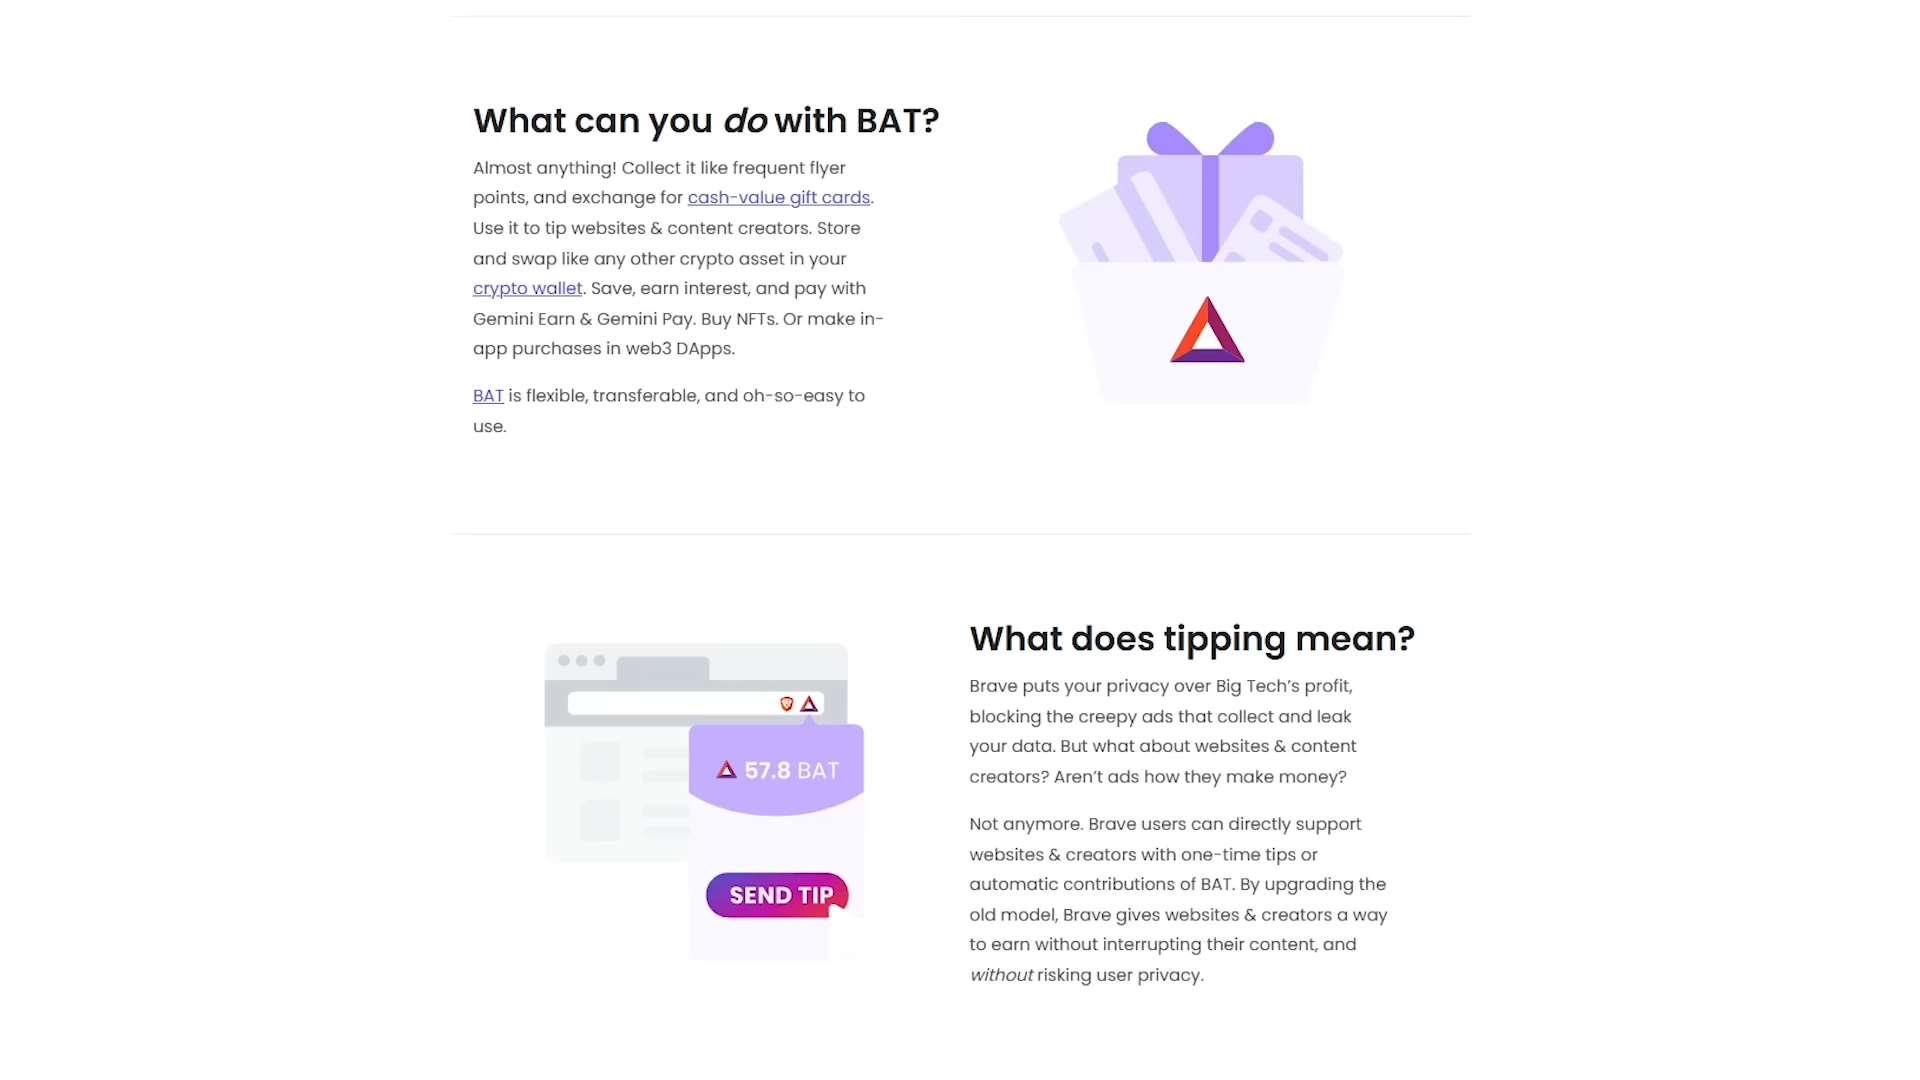 What can you do with BAT?
Almost anything! Collect it like frequent flyer
points, and exchange for cash-value gift cards.
Use it to tip websites & content creators. Store
and swap like any other crypto asset in your
crypto wallet. Save, earn interest, and pay with
Gemini Earn & Gemini Pay. Buy NFTs. Or make in-
app purchases in web3 DApps.
BAT is flexible, transferable, and oh-so-easy to
use.
57.8 BAT
SEND TIP
What does tipping mean?
Brave puts your privacy over Big Tech’s profit,
blocking the creepy ads that collect and leak
your data. But what about websites & content
creators? Aren’t ads how they make money?
Not anymore. Brave users can directly support
websites & creators with one-time tips or
automatic contributions of BAT. By upgrading the
old model, Brave gives websites & creators a way
to earn without interrupting their content, and
without risking user privacy.